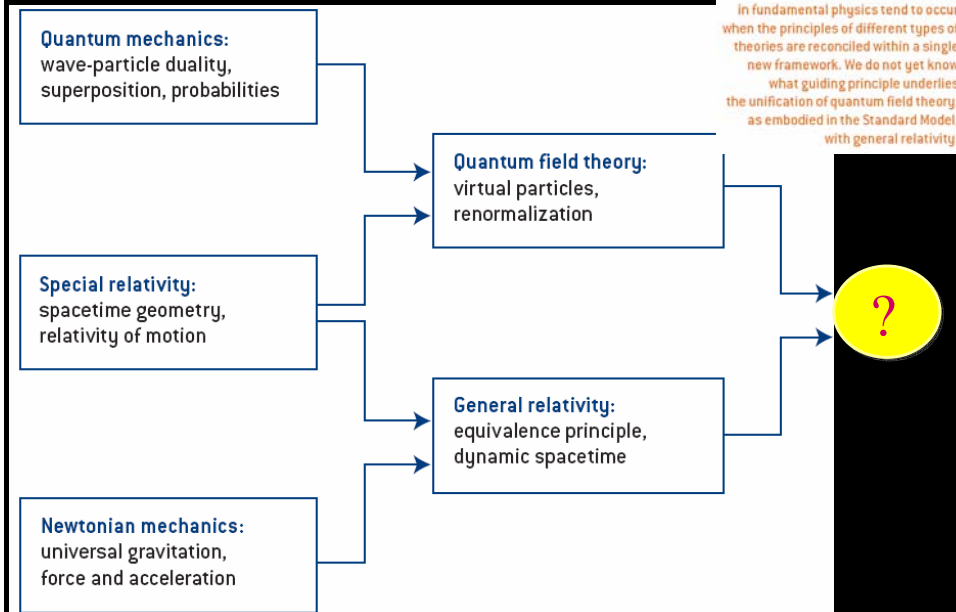 in fundamental physics tend to occur
when the principles of different types of
theories are reconciled within a single
new framework. We do not yet know
what guiding principle underlies
the unification of quantum field theory
as embodied in the Standard Model
with general relativity
Quantum mechanics:
wave-particle duality,
superposition, probabilities
Quantum field theory:
virtual particles,
renormalization
Special relativity:
spacetime geometry,
relativity of motion
?
General relativity:
equivalence principle,
dynamic spacetime
Newtonian mechanics:
universal gravitation,
force and acceleration